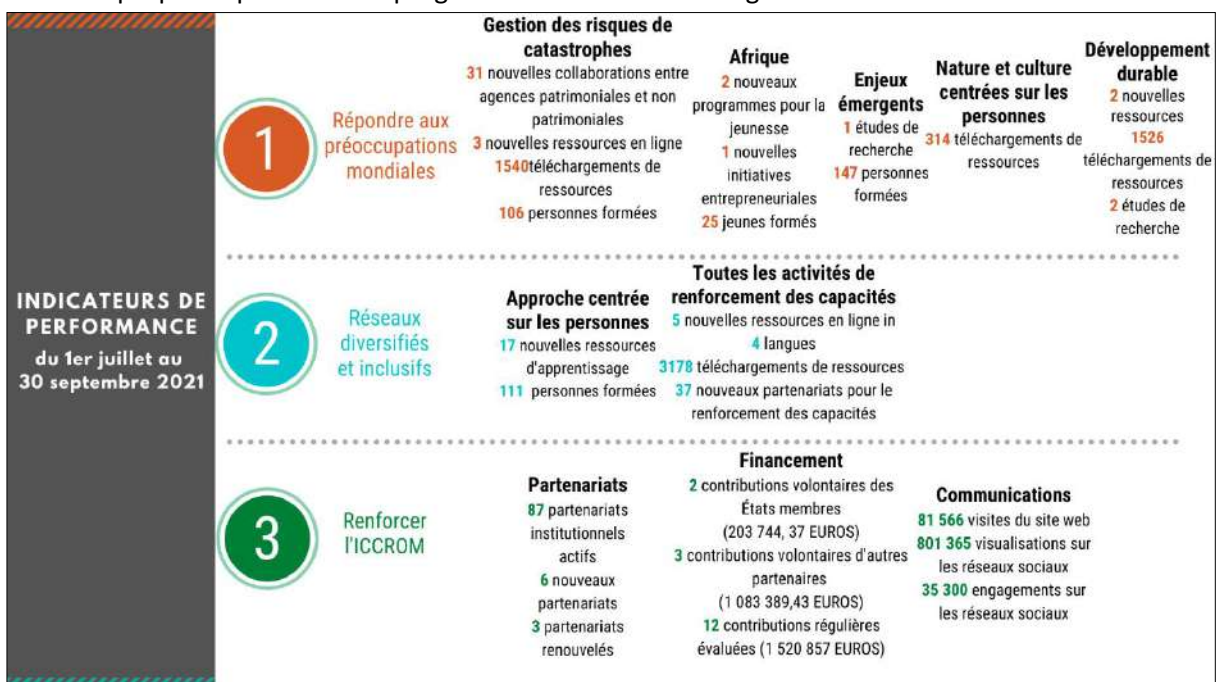 INDICATEURS DE
PERFORMANCE
du 1er juillet au
30 septembre 2021
1
Répondre aux
préoccupations
mondiales
Gestion des risques de
catastrophes
31 nouvelles collaborations entre
agences patrimoniales et non
patrimoniales
3 nouvelles ressources en ligne
1540téléchargements de
ressources
106 personnes formées
Afrique
2 nouveaux
programmes pour la
jeunesse
1 nouvelles
initiatives
entrepreneuriales
25 jeunes formés
Enjeux
émergents
1 études de
recherche
147 personnes
formées
Nature et culture
centrées sur les
personnes
314 téléchargements de
ressources
Développement
durable
2 nouvelles
ressources
1526
téléchargements de
ressources
2 études de
recherche
2
Réseaux
diversifiés
et inclusifs
Approche centrée
sur les personnes
17 nouvelles ressources
d'apprentissage
111 personnes formées
Toutes les activités de
renforcement des capacités
5 nouvelles ressources en ligne in
4 langues
3178 téléchargements de ressources
37 nouveaux partenariats pour le
renforcement des capacités
3
Renforcer
l'ICCROM
Partenariats
87 partenariats
institutionnels
actifs
6 nouveaux
partenariats
3 partenariats
renouvelés
Financement
2 contributions volontaires des
États membres
(203 744, 37 EUROS)
3 contributions volontaires d'autres
partenaires
(1 083 389,43 EUROS)
12 contributions régulières
évaluées (1 520 857 EUROS)
Communications
81 566 visites du site web
801 365 visualisations sur
les réseaux sociaux
35 300 engagements sur
les réseaux sociaux